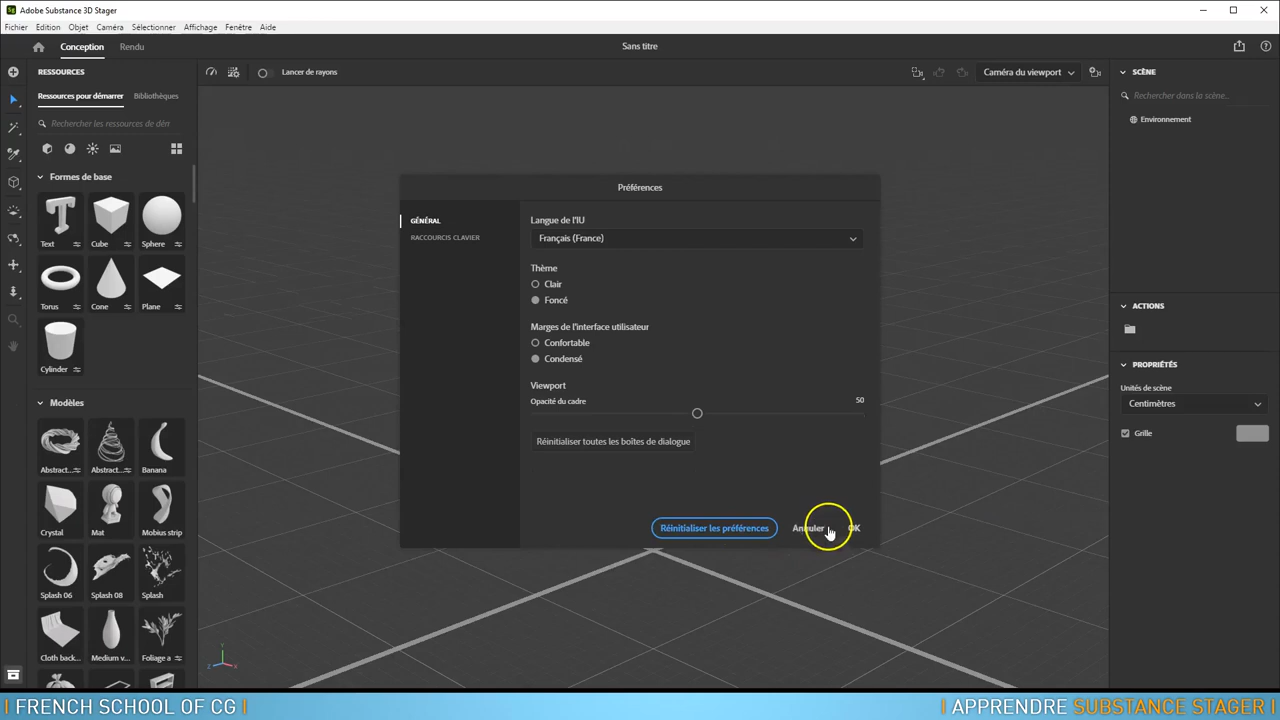 Sg Adobe Substance 3D Stager
Fichier Edition Objet Caméra Sélectionner Affichage Fenêtre Aide
Conception Rendu Sans titre
RESSOURCES
Ressources pour démarrer Bibliothèques
Rechercher les ressources de dém
Formes de base
Text Cube Sphere
Torus Cone Plane
Cylinder
Modèles
Abstract... Abstract... Banana
Crystal Mat Mobius strip
Splash 06 Splash 08 Splash
Cloth back... Medium v... Foliage a
Lancer de rayons
Caméra du viewport
Préférences
GÉNÉRAL
RACCOURCIS CLAVIER
Langue de l'IU
Français (France)
Thème
Clair
Foncé
Marges de l'interface utilisateur
Confortable
Condensé
Viewport
Opacité du cadre 50
Réinitialiser toutes les boîtes de dialogue
Réinitialiser les préférences Annuler OK
SCÈNE
Rechercher dans la scène...
Environnement
ACTIONS
PROPRIÉTÉS
Unités de scène
Centimètres
Grille
Y
Z X
| FRENCH SCHOOL OF CG |
| APPRENDRE SUBSTANCE STAGER |